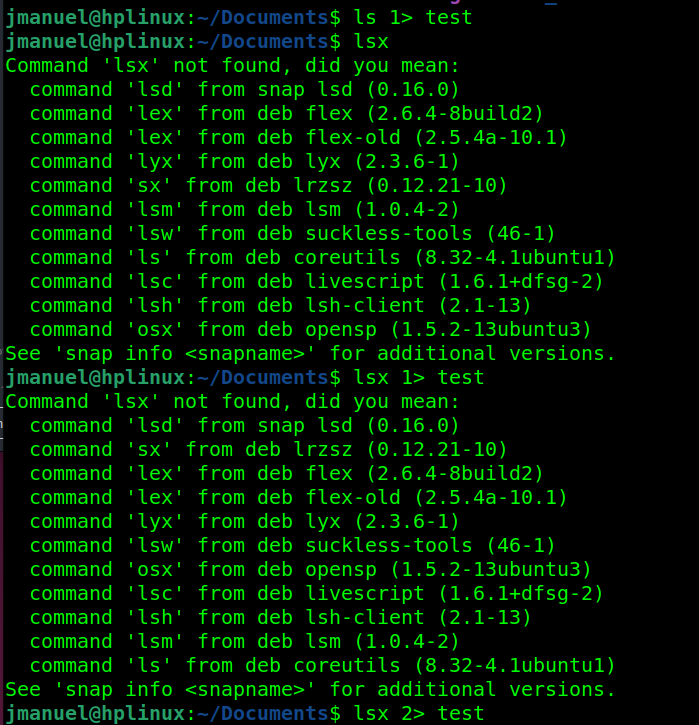 jmanuel@hplinux:~/Documents$ ls 1> test
jmanuel@hplinux:~/Documents$ lsx
Command 'lsx' not found, did you mean:
  command 'lsd' from snap lsd (0.16.0)
  command 'lex' from deb flex (2.6.4-8build2)
  command 'lex' from deb flex-old (2.5.4a-10.1)
  command 'lyx' from deb lyx (2.3.6-1)
  command 'sx' from deb lrzsz (0.12.21-10)
  command 'lsm' from deb lsm (1.0.4-2)
  command 'lsw' from deb suckless-tools (46-1)
  command 'ls' from deb coreutils (8.32-4.1ubuntu1)
  command 'lsc' from deb livescript (1.6.1+dfsg-2)
  command 'lsh' from deb lsh-client (2.1-13)
  command 'osx' from deb opensp (1.5.2-13ubuntu3)
See 'snap info <snapname>' for additional versions.
jmanuel@hplinux:~/Documents$ lsx 1> test
Command 'lsx' not found, did you mean:
  command 'lsd' from snap lsd (0.16.0)
  command 'sx' from deb lrzsz (0.12.21-10)
  command 'lex' from deb flex (2.6.4-8build2)
  command 'lex' from deb flex-old (2.5.4a-10.1)
  command 'lyx' from deb lyx (2.3.6-1)
  command 'lsw' from deb suckless-tools (46-1)
  command 'osx' from deb opensp (1.5.2-13ubuntu3)
  command 'lsc' from deb livescript (1.6.1+dfsg-2)
  command 'lsh' from deb lsh-client (2.1-13)
  command 'lsm' from deb lsm (1.0.4-2)
  command 'ls' from deb coreutils (8.32-4.1ubuntu1)
See 'snap info <snapname>' for additional versions.
jmanuel@hplinux:~/Documents$ lsx 2> test